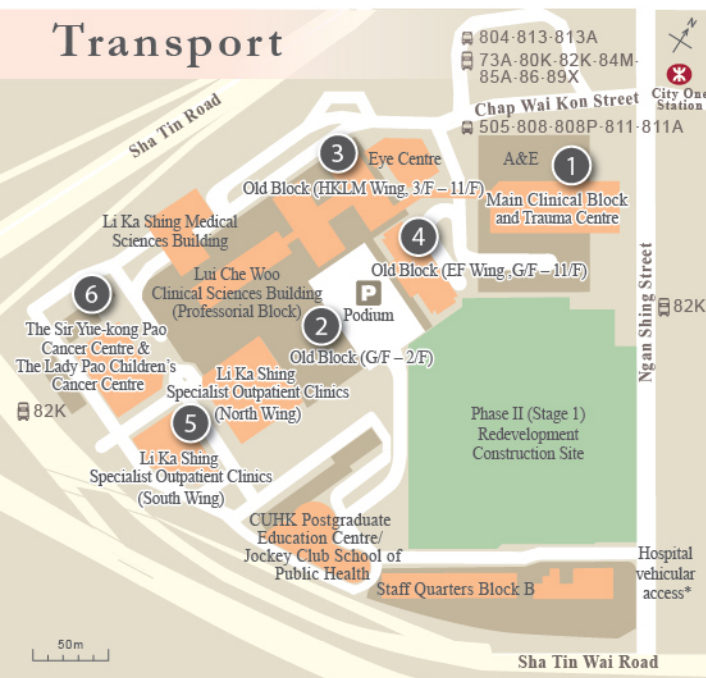 Transport
804·813·813A
73A·80K·82K·84M·
85A·86·89X
N
City One
Station
Chap Wai Kon Street
505·808·808P·811·811A
Sha Tin Road
3
Eye Centre
Old Block (HKLM Wing, 3/F – 11/F)
A&E
1
Main Clinical Block
and Trauma Centre
Li Ka Shing Medical
Sciences Building
4
Old Block (EF Wing ,G/F – 11/F)
Lui Che Woo
Clinical Sciences Building
(Professorial Block)
P
Podium
2
Old Block (G/F – 2/F)
Ngan Shing Street
82K
6
The Sir Yue-kong Pao
Cancer Centre &
The Lady Pao Children's
Cancer Centre
Li Ka Shing
Specialist Outpatient Clinics
(North Wing)
82K
5
Li Ka Shing
Specialist Outpatient Clinics
(South Wing)
Phase II (Stage 1)
Redevelopment
Construction Site
CUHK Postgraduate
Education Centre/
Jockey Club School of
Public Health
Hospital
vehicular
access*
Staff Quarters Block B
50m
Sha Tin Wai Road